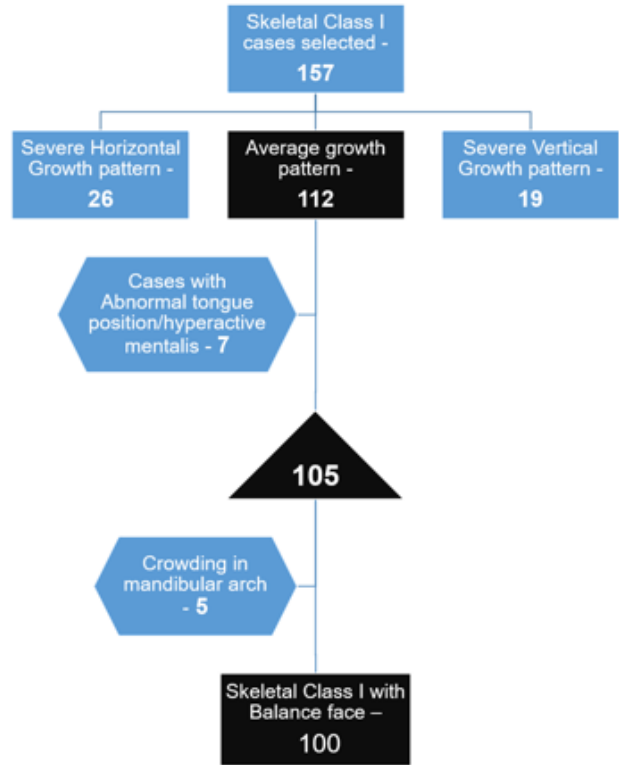 Skeletal Class I
cases selected -
157
Severe Horizontal
Growth pattern -
26
Average growth
pattern -
112
Severe Vertical
Growth pattern -
19
Cases with
Abnormal tongue
position/hyperactive
mentalis - 7
105
Crowding in
mandibular arch
- 5
Skeletal Class I with
Balance face –
100